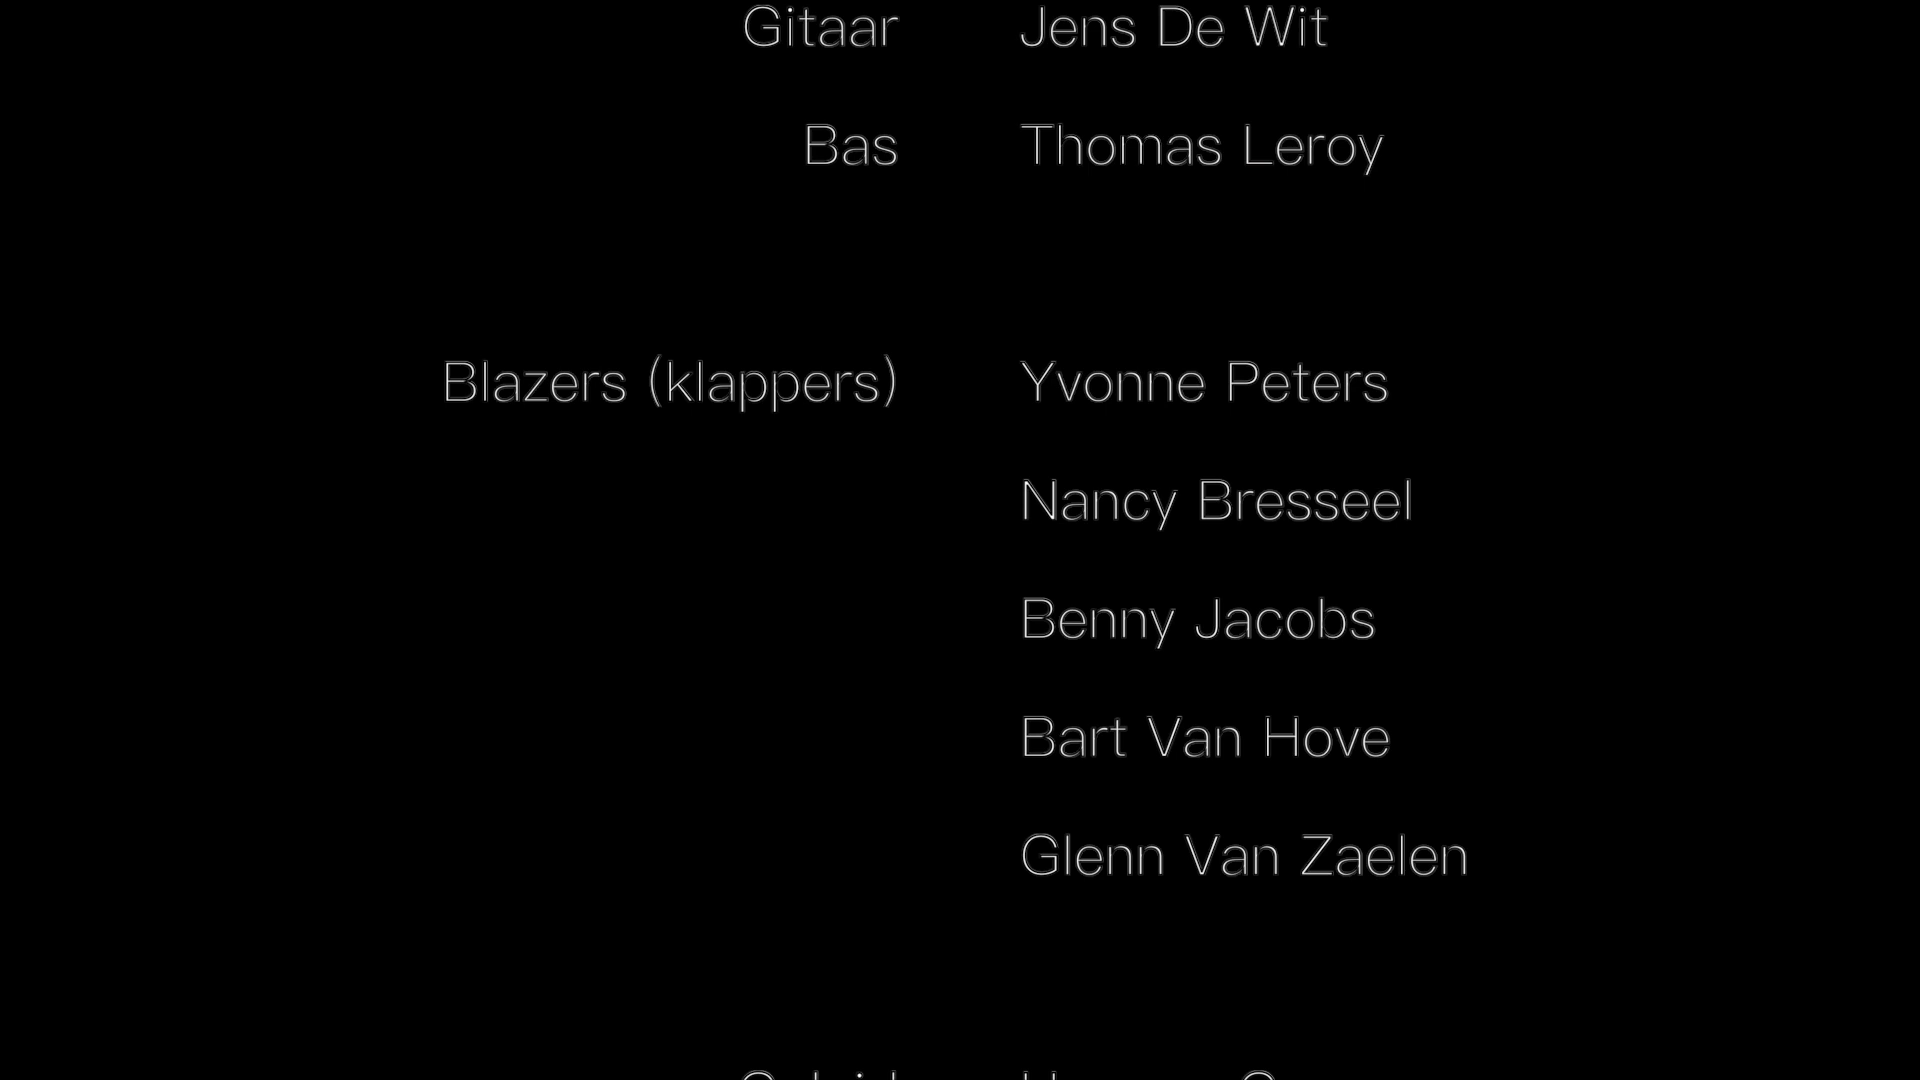 Gitaar Jens De Wit
Bas Thomas Leroy
Blazers (klappers) Yvonne Peters
Nancy Bresseel
Benny Jacobs
Bart Van Hove
Glenn Van Zaelen